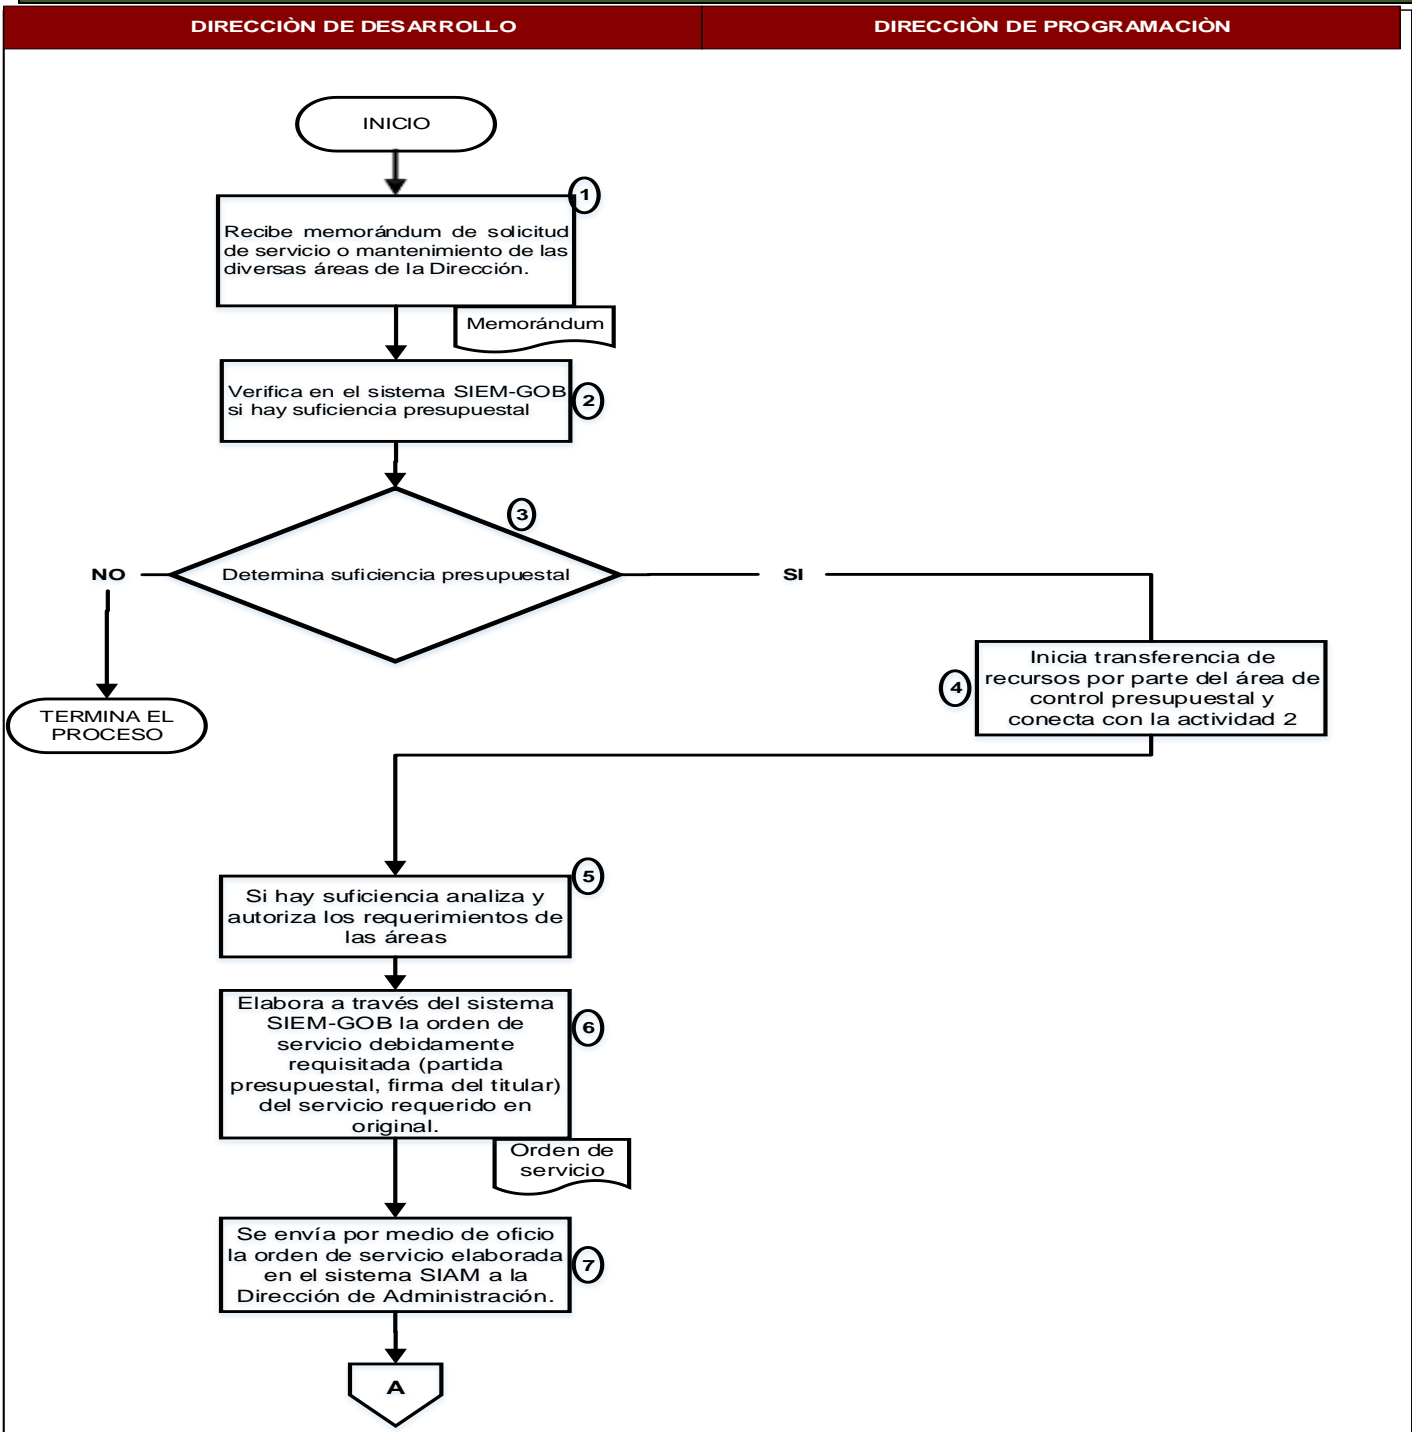 DIRECCIÒN DE DESARROLLO
DIRECCIÒN DE PROGRAMACIÒN
INICIO
1
Recibe memorándum de solicitud
de servicio o mantenimiento de las
diversas áreas de la Dirección.
Memorándum
Verifica en el sistema SIEM-GOB
si hay suficiencia presupuestal
2
3
NO
Determina suficiencia presupuestal
SI
Inicia transferencia de
recursos por parte del área de
control presupuestal y
conecta con la actividad 2
4
TERMINA EL
PROCESO
5
Si hay suficiencia analiza y
autoriza los requerimientos de
las áreas
Elabora a través del sistema
SIEM-GOB la orden de
servicio debidamente
requisitada (partida
presupuestal, firma del titular)
del servicio requerido en
original.
6
Orden de
servicio
Se envía por medio de oficio
la orden de servicio elaborada
en el sistema SIAM a la
Dirección de Administración.
7
A